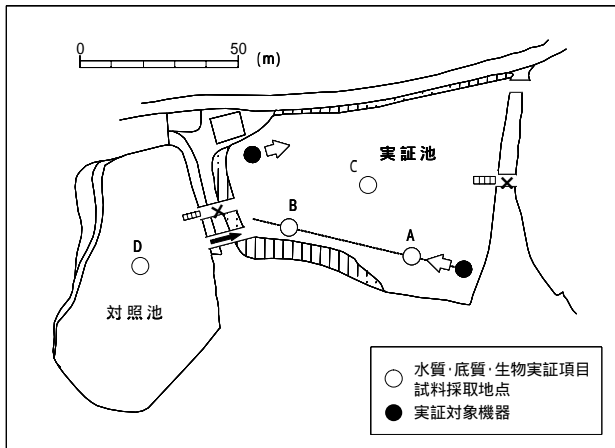 0 50 (m)
実証池
C
B
A
D
対照池
水質・底質・生物実証項目
試料採取地点
実証対象機器